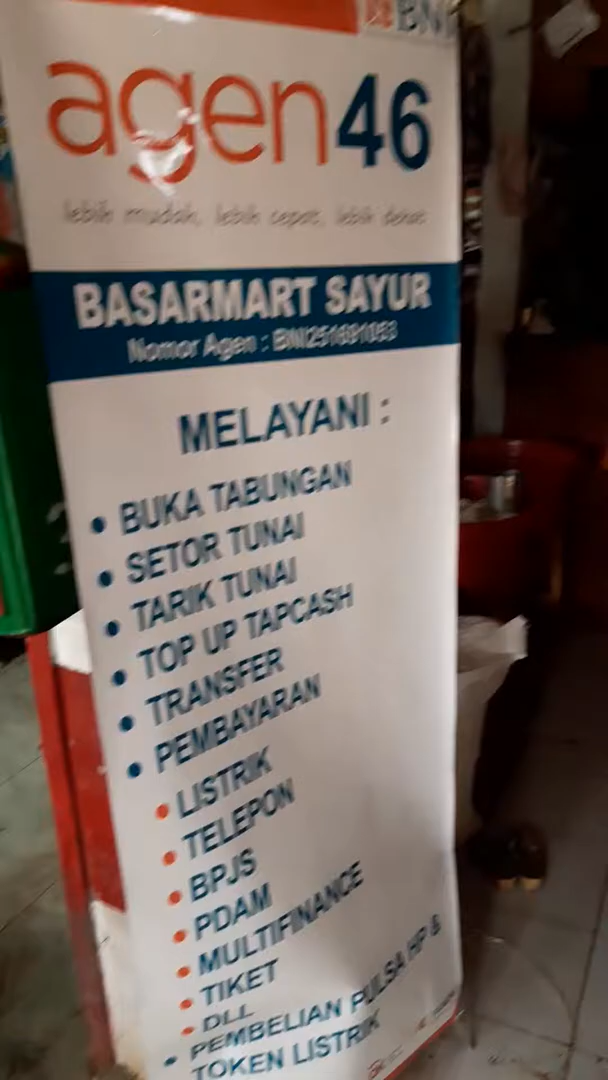 BNI
agen46
lebih mudah, lebih cepat, lebih dekat
BASARMART SAYUR
Nomor Agen : BNI251691053
MELAYANI :
• BUKA TABUNGAN
• SETOR TUNAI
• TARIK TUNAI
• TOP UP TAPCASH
• TRANSFER
• PEMBAYARAN
• LISTRIK
• TELEPON
• BPJS
• PDAM
• MULTIFINANCE
• TIKET
• DLL
• PEMBELIAN PULSA HP &
TOKEN LISTRIK